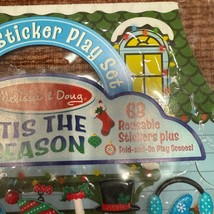 Sticker Play Set
Melissa & Doug
'TIS THE
SEASON
Reusable
Stickers plus
Fold-and-Go Play Scenes!